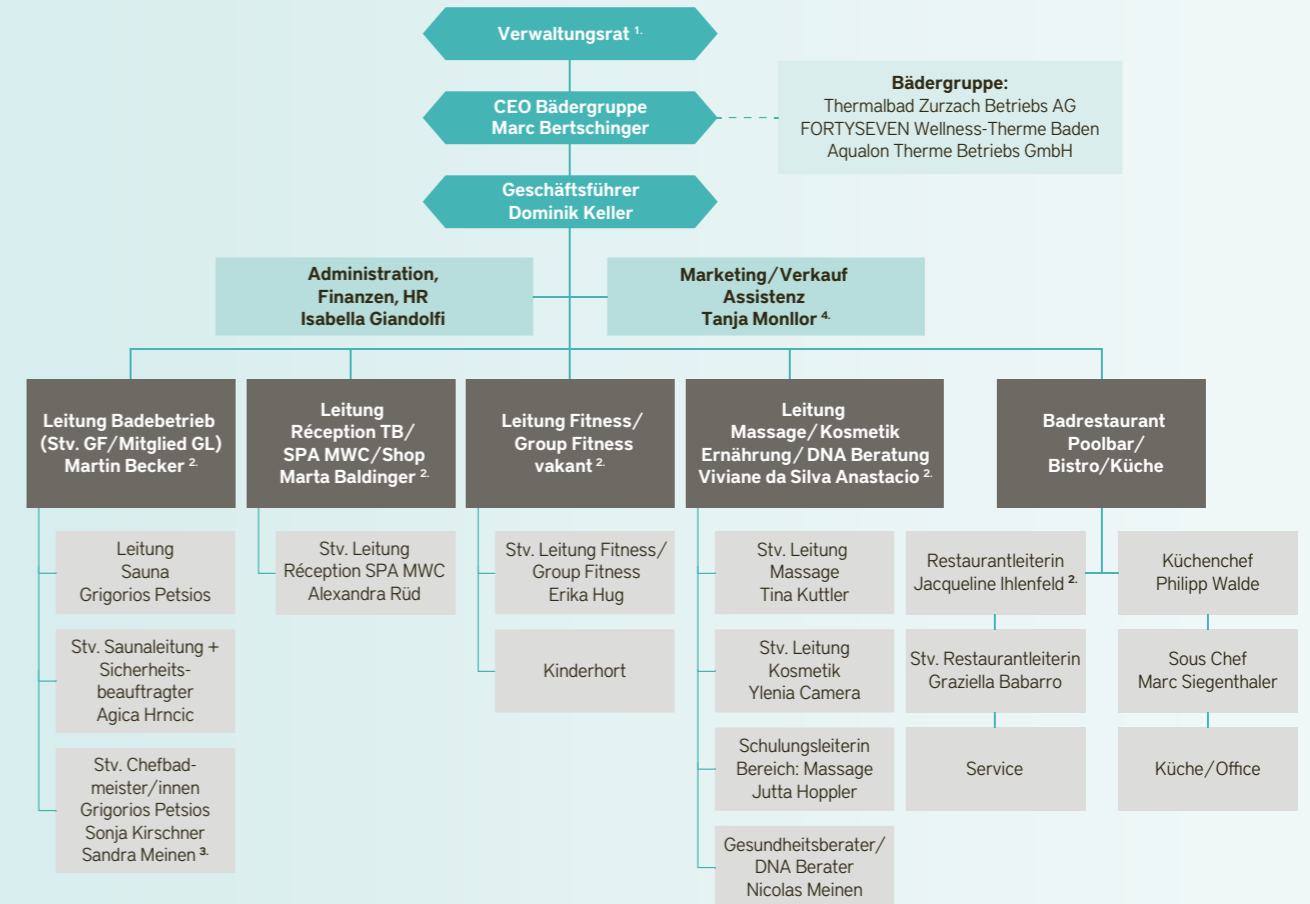 Verwaltungsrat 1.
CEO Bädergruppe
Marc Bertschinger
Bädergruppe:
Thermalbad Zurzach Betriebs AG
FORTYSEVEN Wellness-Therme Baden
Aqualon Therme Betriebs GmbH
Geschäftsführer
Dominik Keller
Administration,
Finanzen, HR
Isabella Giandolfi
Marketing/Verkauf
Assistenz
Tanja Monllor 4.
Leitung Badebetrieb
(Stv. GF/Mitglied GL)
Martin Becker 2.
Leitung
Réception TB/
SPA MWC/Shop
Marta Baldinger 2.
Leitung Fitness/
Group Fitness
vakant 2.
Leitung
Massage/Kosmetik
Ernährung/DNA Beratung
Viviane da Silva Anastacio 2.
Badrestaurant
Poolbar/
Bistro/Küche
Leitung
Sauna
Grigorios Petsios
Stv. Saunaleitung +
Sicherheits-
beauftragter
Agica Hrncic
Stv. Chefbad-
meister/innen
Grigorios Petsios
Sonja Kirschner
Sandra Meinen 3.
Stv. Leitung
Réception SPA MWC
Alexandra Rüd
Stv. Leitung Fitness/
Group Fitness
Erika Hug
Kinderhort
Stv. Leitung
Massage
Tina Kuttler
Stv. Leitung
Kosmetik
Ylenia Camera
Schulungsleiterin
Bereich: Massage
Jutta Hoppler
Gesundheitsberater/
DNA Berater
Nicolas Meinen
Restaurantleiterin
Jacqueline Ihlenfeld 2.
Stv. Restaurantleiterin
Graziella Babarro
Service
Küchenchef
Philipp Walde
Sous Chef
Marc Siegenthaler
Küche/Office